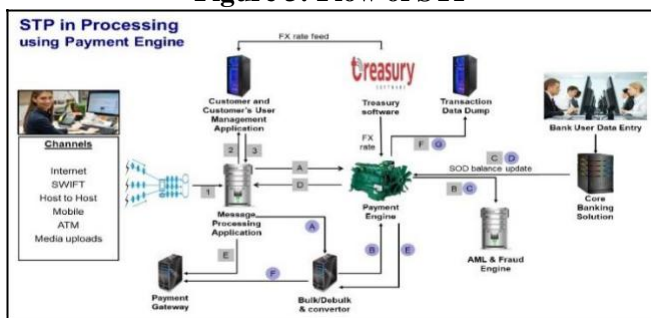 Figure 3: Flow of STP
STP in Processing
using Payment Engine
FX rate feed
treasury
SOFTWARE
Customer and
Customer's User
Management
Application
Treasury
software
Transaction
Data Dump
Bank User Data Entry
Channels
Internet
SWIFT
Host to Host
Mobile
ATM
Media uploads
2
3
FX
rate
F
G
A
C
D
SOD balance update
1
D
B
C
Message
Processing
Application
Payment
Engine
Core
Banking
Solution
A
E
B
E
AML & Fraud
Engine
F
Payment
Gateway
Bulk/Debulk
& convertor